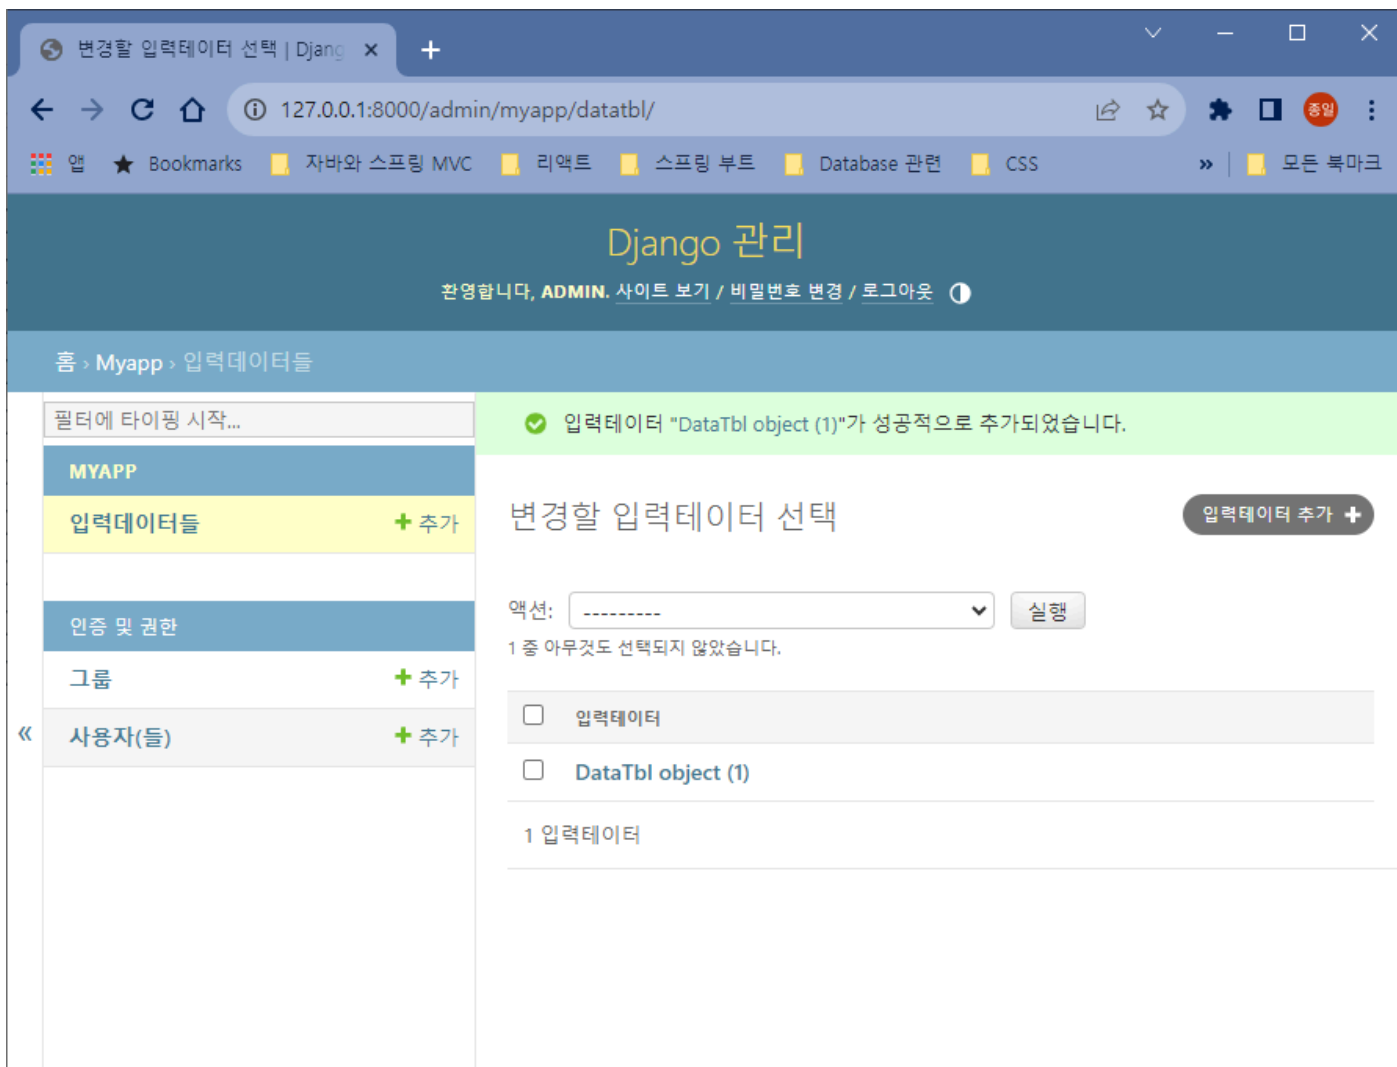 변경할 입력테이터 선택 | Djang
127.0.0.1:8000/admin/myapp/datatbl/
종일
앱 Bookmarks 자바와 스프링 MVC 리액트 스프링 부트 Database 관련 CSS » 모든 북마크
Django 관리
환영합니다, ADMIN. 사이트 보기 / 비밀번호 변경 / 로그아웃
홈 › Myapp › 입력데이터들
필터에 타이핑 시작...
입력테이터 "DataTbl object (1)"가 성공적으로 추가되었습니다.
MYAPP
입력데이터들 + 추가
변경할 입력테이터 선택
입력테이터 추가 +
인증 및 권한
그룹 + 추가
사용자(들) + 추가
«
액션: --------- 실행
1 중 아무것도 선택되지 않았습니다.
입력테이터
DataTbl object (1)
1 입력테이터